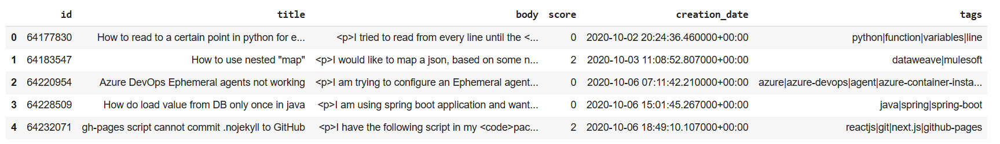 id title body score creation_date tags
0 64177830 How to read to a certain point in python for e... <p>I tried to read from every line until the <... 0 2020-10-02 20:24:36.460000+00:00 python|function|variables|line
1 64183547 How to use nested "map" <p>I would like to map a json, based on some n... 2 2020-10-03 11:08:52.807000+00:00 dataweave|mulesoft
2 64220954 Azure DevOps Ephemeral agents not working <p>I am trying to configure an Ephemeral agent... 0 2020-10-06 07:11:42.210000+00:00 azure|azure-devops|agent|azure-container-insta...
3 64228509 How do load value from DB only once in java <p>I am using spring boot application and want... 0 2020-10-06 15:01:45.267000+00:00 java|spring|spring-boot
4 64232071 gh-pages script cannot commit .nojekyll to GitHub <p>I have the following script in my <code>pac... 2 2020-10-06 18:49:10.107000+00:00 reactjs|git|next.js|github-pages